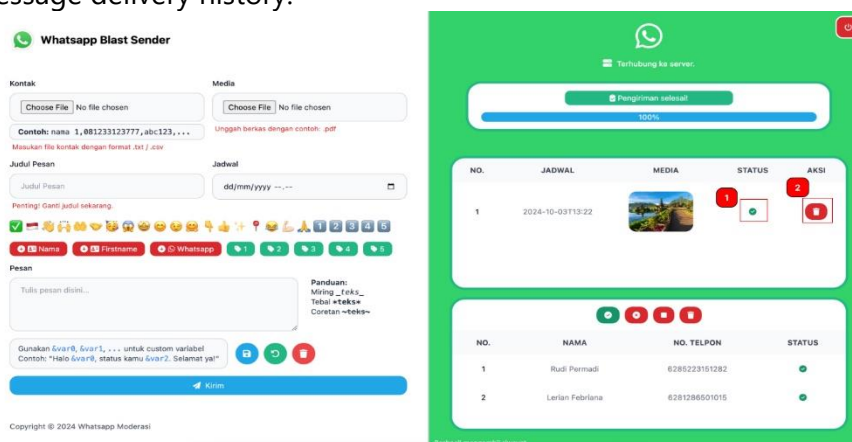 essage delivery history.
Whatsapp Blast Sender
Kontak
Media
Choose File No file chosen
Choose File No file chosen
Contoh: nama 1,081233123777,abc123,...
Unggah berkas dengan contoh: .pdf
Masukan file kontak dengan format .txt / .csv
Judul Pesan
Jadwal
Judul Pesan
dd/mm/yyyy --.--
Penting! Ganti judul sekarang.
1 2 3 4 5
Nama Firstname Whatsapp 1 2 3 4 5
Pesan
Tulis pesan disini...
Panduan:
Miring _teks_
Tebal *teks*
Coretan ~teks~
Gunakan &var0, &var1, ... untuk custom variabel
Contoh: "Halo &var0, status kamu &var2. Selamat ya!"
Kirim
Copyright © 2024 Whatsapp Moderasi
Terhubung ke server.
Pengiriman selesai!
100%
NO. JADWAL MEDIA STATUS AKSI
1 2
1 2024-10-03T13:22
NO. NAMA NO. TELPON STATUS
1 Rudi Permadi 6285223151282
2 Lerian Febriana 6281286501015